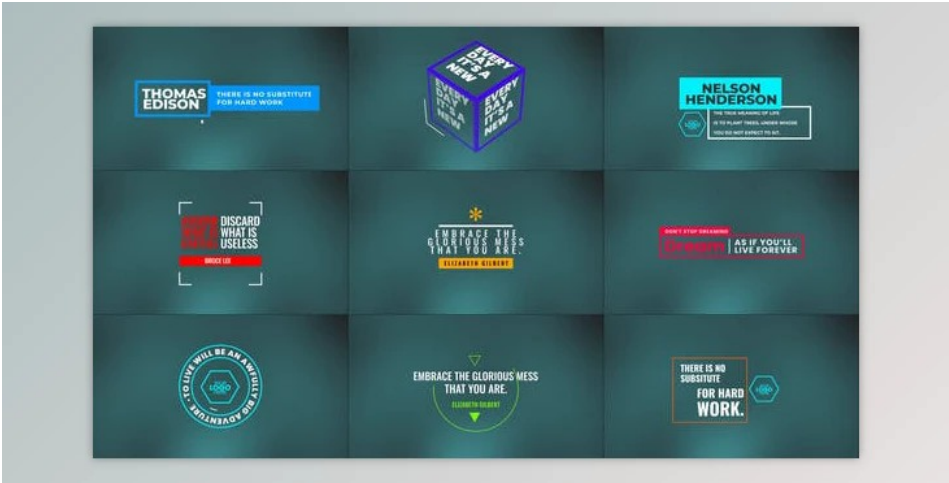 THOMAS
EDISON
THERE IS NO SUBSTITUTE
FOR HARD WORK
EVERY
DAY
IT'S A
NEW
EVERY
DAY
IT'S A
NEW
EVERY
DAY
IT'S A
NEW
NELSON
HENDERSON
THE TRUE MEANING OF LIFE
IS TO PLANT TREES, UNDER WHOSE
YOU DO NOT EXPECT TO SIT.
LOGO
DISCARD
WHAT IS
USELESS
BRUCE LEE
EMBRACE THE
GLORIOUS MESS
THAT YOU ARE.
ELIZABETH GILBERT
DON'T STOP DREAMING
Dream
AS IF YOU'LL
LIVE FOREVER
TO LIVE WILL BE AN AWFULLY BIG ADVENTURE
LOGO
EMBRACE THE GLORIOUS MESS
THAT YOU ARE.
ELIZABETH GILBERT
THERE IS NO
SUBSITUTE
FOR HARD
WORK.
LOGO